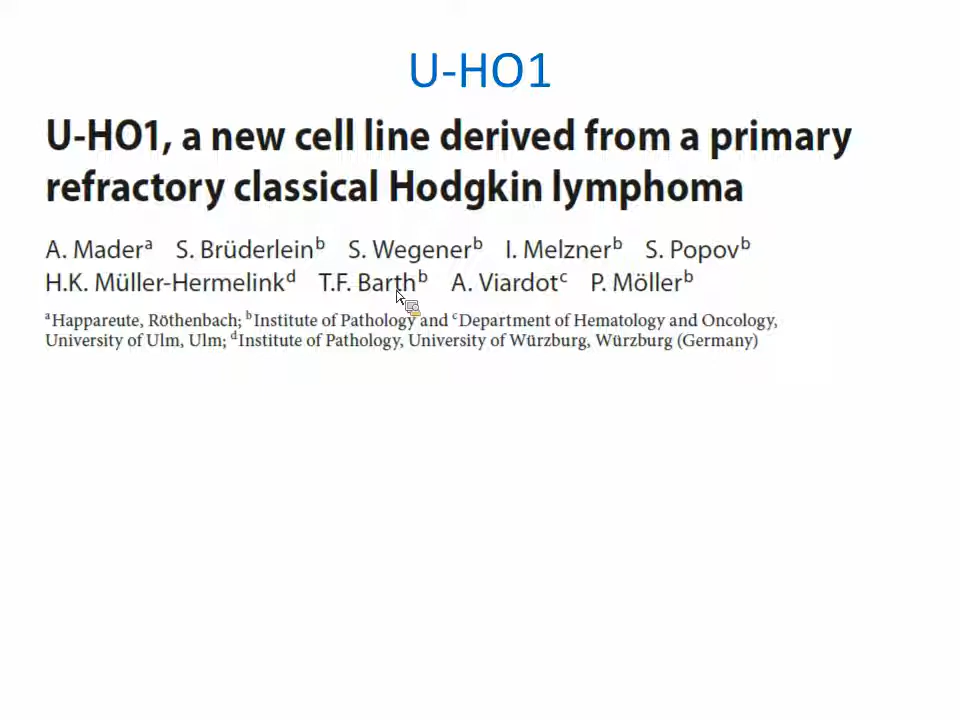 U-HO1
U-HO1, a new cell line derived from a primary
refractory classical Hodgkin lymphoma
A. Maderᵃ S. Brüderleinᵇ S. Wegenerᵇ I. Melznerᵇ S. Popovᵇ
H.K. Müller-Hermelinkᵈ T.F. Barthᵇ A. Viardotᶜ P. Möllerᵇ
ᵃHappareute, Röthenbach; ᵇInstitute of Pathology and ᶜDepartment of Hematology and Oncology,
University of Ulm, Ulm; ᵈInstitute of Pathology, University of Würzburg, Würzburg (Germany)